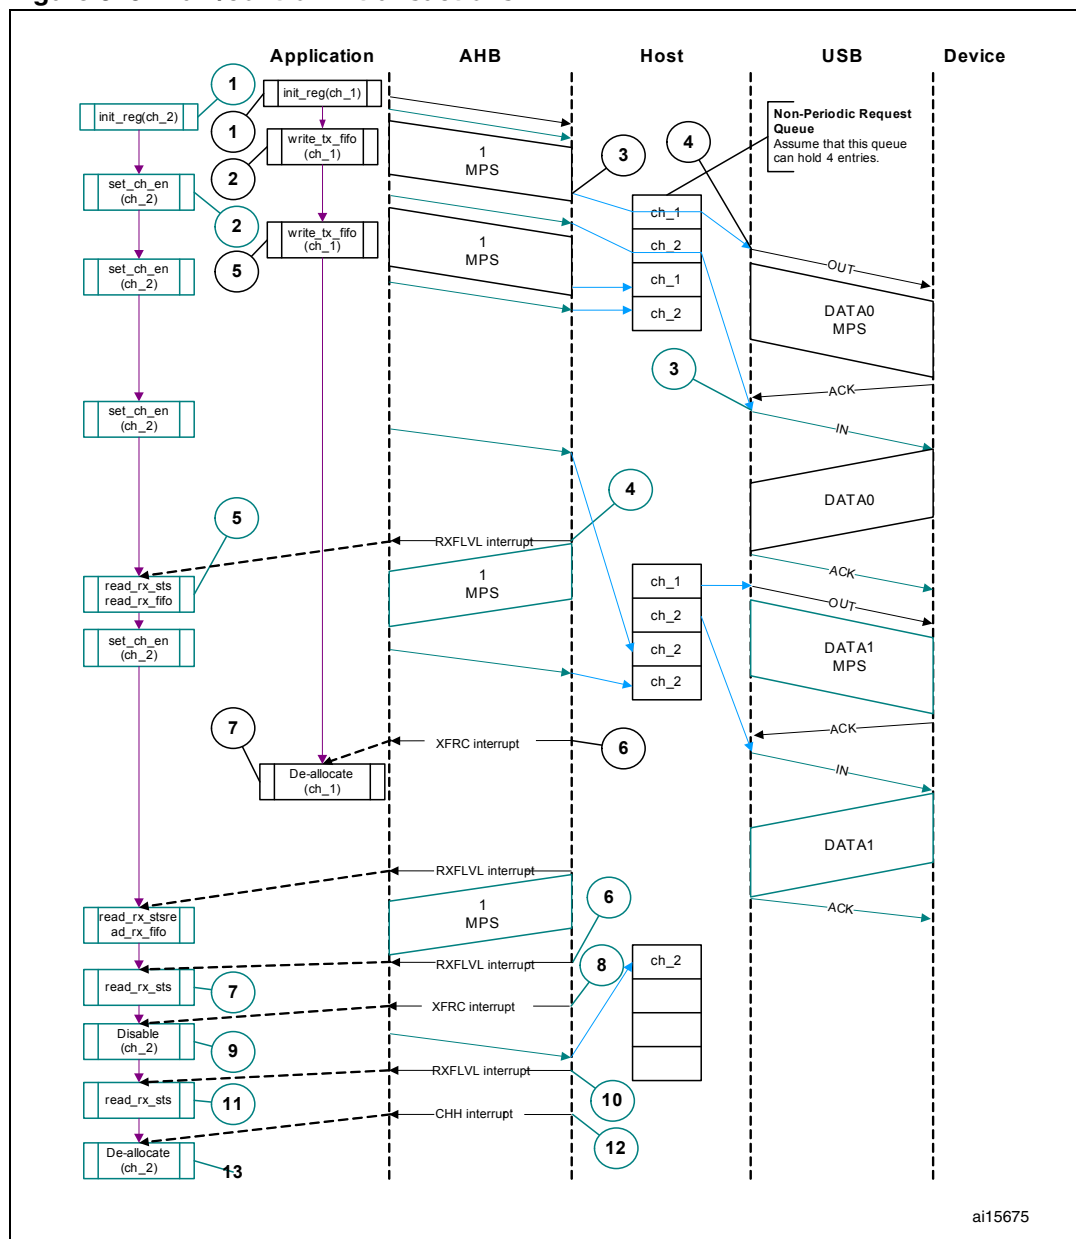 Application AHB Host USB Device
1
init_reg(ch_1)
init_reg(ch_2)
1
Non-Periodic Request
Queue
Assume that this queue
can hold 4 entries.
write_tx_fifo
(ch_1)
1
MPS
3
4
2
set_ch_en
(ch_2)
ch_1
2
write_tx_fifo
(ch_1)
1
MPS
ch_2
5
set_ch_en
(ch_2)
OUT
ch_1
ch_2
DATA0
MPS
3
ACK
set_ch_en
(ch_2)
IN
4
DATA0
5
RXFLVL interrupt
read_rx_sts
read_rx_fifo
1
MPS
ch_1
ACK
OUT
ch_2
set_ch_en
(ch_2)
ch_2
DATA1
MPS
ch_2
7
ACK
XFRC interrupt
6
De-allocate
(ch_1)
IN
DATA1
RXFLVL interrupt
6
read_rx_stsre
ad_rx_fifo
1
MPS
ACK
RXFLVL interrupt
8
ch_2
read_rx_sts
7
XFRC interrupt
Disable
(ch_2)
9
RXFLVL interrupt
read_rx_sts
11
10
CHH interrupt
12
De-allocate
(ch_2)
13
ai15675